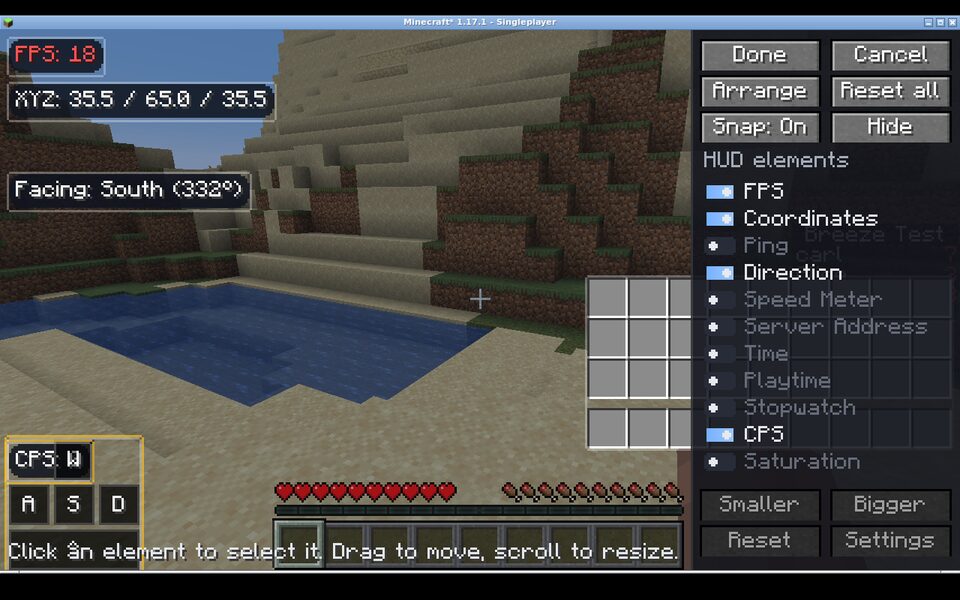 Minecraft* 1.17.1 - Singleplayer
FPS: 18
XYZ: 35.5 / 65.0 / 35.5
Facing: South (332°)
CPS: W
A S D
Click an element to select it. Drag to move, scroll to resize.
Done Cancel
Arrange Reset all
Snap: On Hide
HUD elements
FPS
Coordinates
Ping
Breeze Test
Direction
Speed Meter
Server Address
Time
Playtime
Stopwatch
CPS
Saturation
Smaller Bigger
Reset Settings